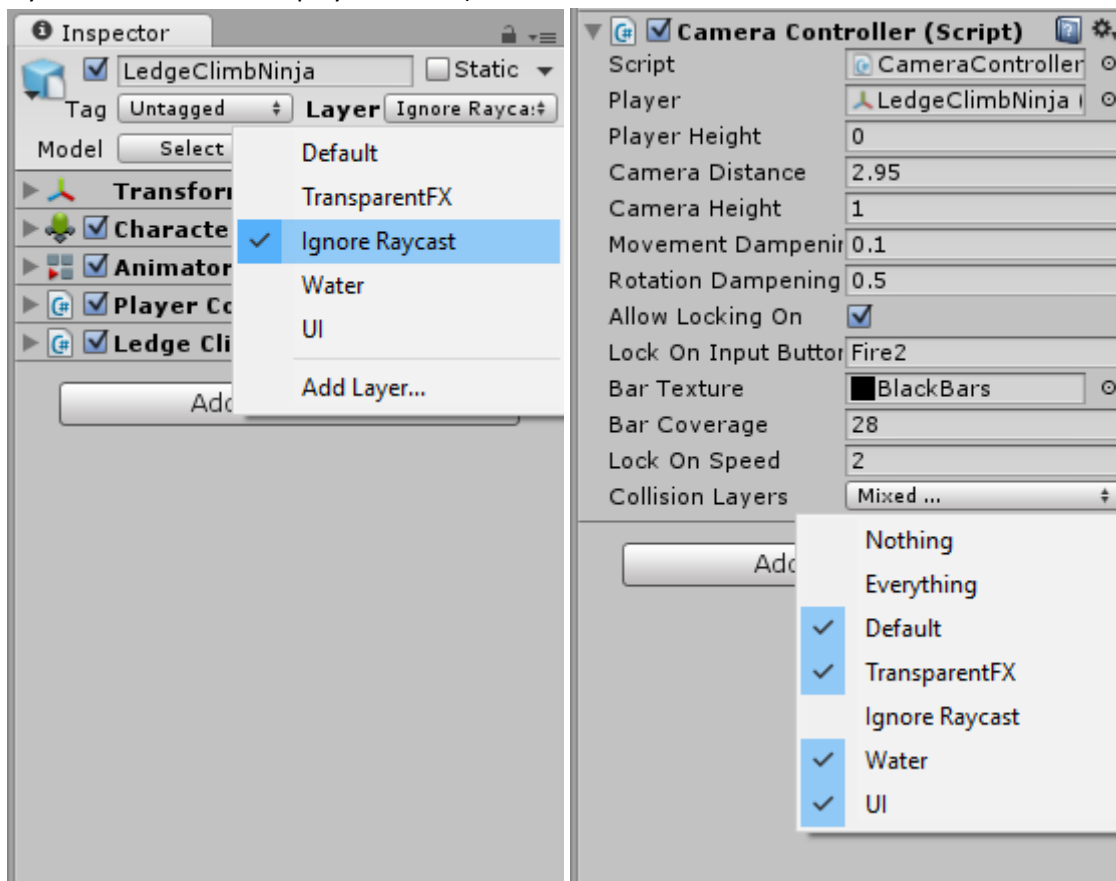 Inspector
LedgeClimbNinja
Static
Tag
Untagged
Layer
Ignore Rayca
Model
Select
Default
TransparentFX
Ignore Raycast
Water
UI
Add Layer...
Transfor
Characte
Animator
Player Co
Ledge Cli
Add
Camera Controller (Script)
Script
CameraController
Player
LedgeClimbNinja (
Player Height
0
Camera Distance
2.95
Camera Height
1
Movement Dampenin
0.1
Rotation Dampening
0.5
Allow Locking On
Lock On Input Button
Fire2
Bar Texture
BlackBars
Bar Coverage
28
Lock On Speed
2
Collision Layers
Mixed ...
Nothing
Everything
Default
TransparentFX
Ignore Raycast
Water
UI
Add